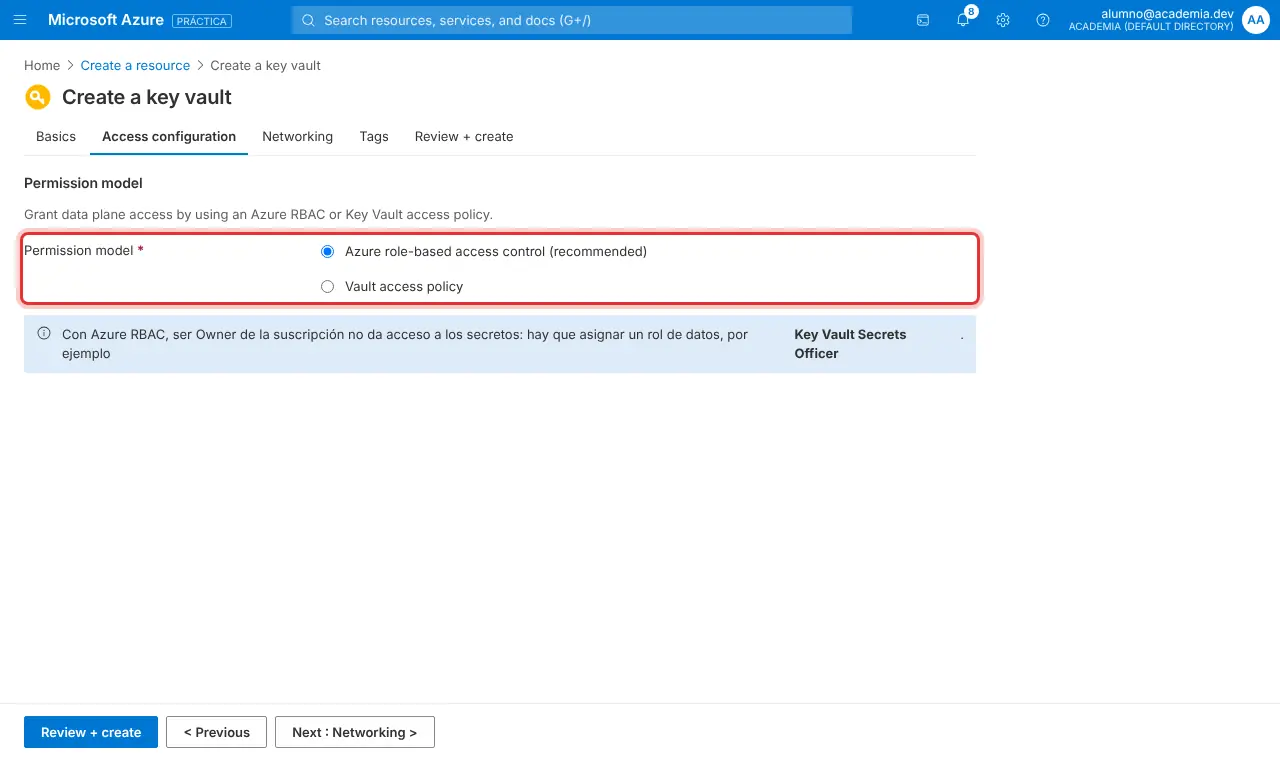 Microsoft Azure PRÁCTICA Search resources, services, and docs (G+/) 8 alumno@academia.dev
ACADEMIA (DEFAULT DIRECTORY) AA
Home > Create a resource > Create a key vault
Create a key vault
Basics Access configuration Networking Tags Review + create
Permission model
Grant data plane access by using an Azure RBAC or Key Vault access policy.
Permission model * Azure role-based access control (recommended)
Vault access policy
Con Azure RBAC, ser Owner de la suscripción no da acceso a los secretos: hay que asignar un rol de datos, por
ejemplo
Key Vault Secrets
Officer
.
Review + create < Previous Next : Networking >